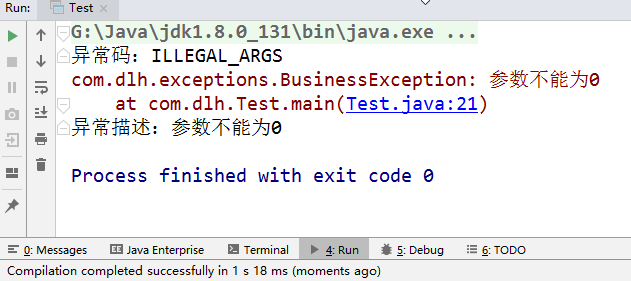 Run: Test ×
G:\Java\jdk1.8.0_131\bin\java.exe ...
异常码：ILLEGAL_ARGS
com.dlh.exceptions.BusinessException: 参数不能为0
at com.dlh.Test.main(Test.java:21)
异常描述：参数不能为0
Process finished with exit code 0
0: Messages Java Enterprise Terminal 4: Run 5: Debug 6: TODO
Compilation completed successfully in 1 s 18 ms (moments ago)